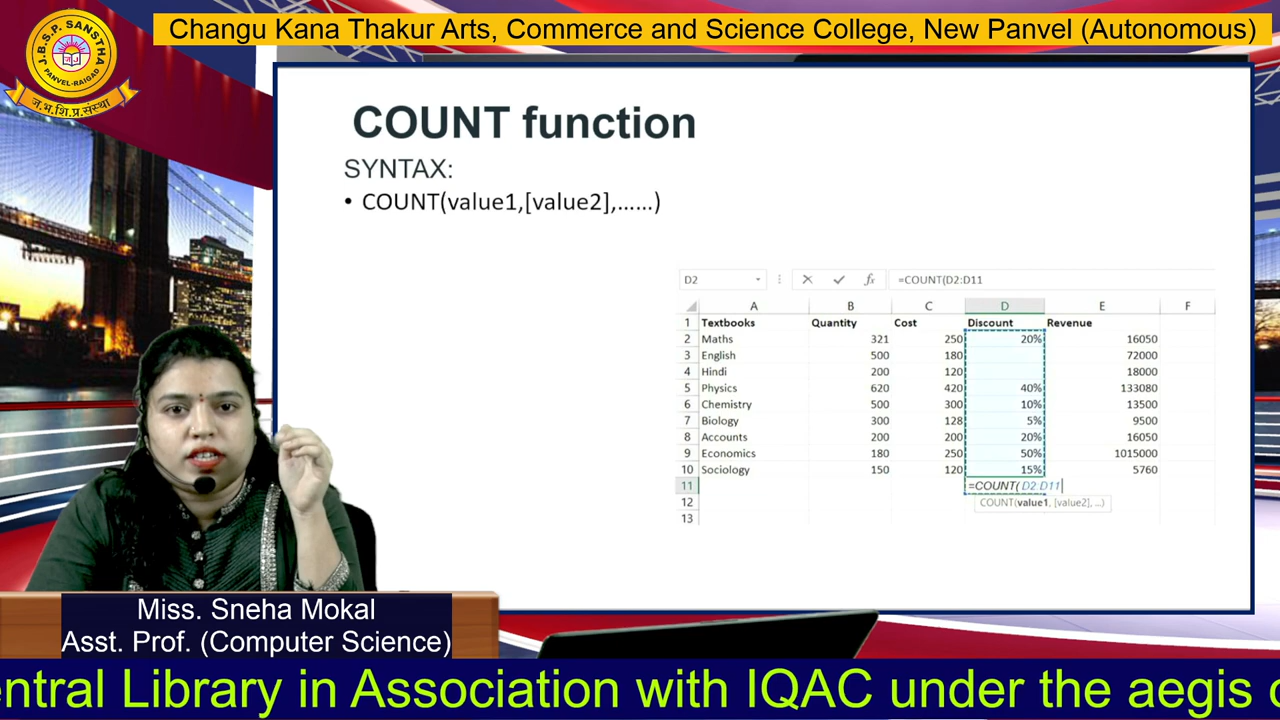 Changu Kana Thakur Arts, Commerce and Science College, New Panvel (Autonomous)
J.B.S.P. SANSTHA
PANVEL-RAIGAD
ज.भ.शि.प्र.संस्था
COUNT function
SYNTAX:
• COUNT(value1,[value2],......)
D2 fx =COUNT(D2:D11
A B C D E F
1 Textbooks Quantity Cost Discount Revenue
2 Maths 321 250 20% 16050
3 English 500 180 72000
4 Hindi 200 120 18000
5 Physics 620 420 40% 133080
6 Chemistry 500 300 10% 13500
7 Biology 300 128 5% 9500
8 Accounts 200 200 20% 16050
9 Economics 180 250 50% 1015000
10 Sociology 150 120 15% 5760
11 =COUNT( D2:D11
12 COUNT(value1, [value2], ...)
13
Miss. Sneha Mokal
Asst. Prof. (Computer Science)
entral Library in Association with IQAC under the aegis